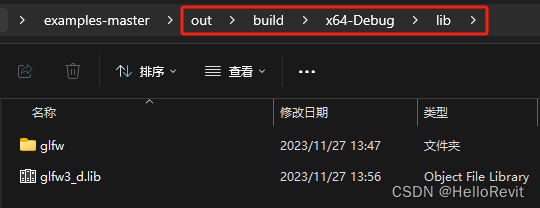 examples-master > out > build > x64-Debug > lib >
排序 查看 •••
名称 修改日期 类型
glfw 2023/11/27 13:47 文件夹
glfw3_d.lib 2023/11/27 13:56 Object File Library
CSDN @HelloRevit